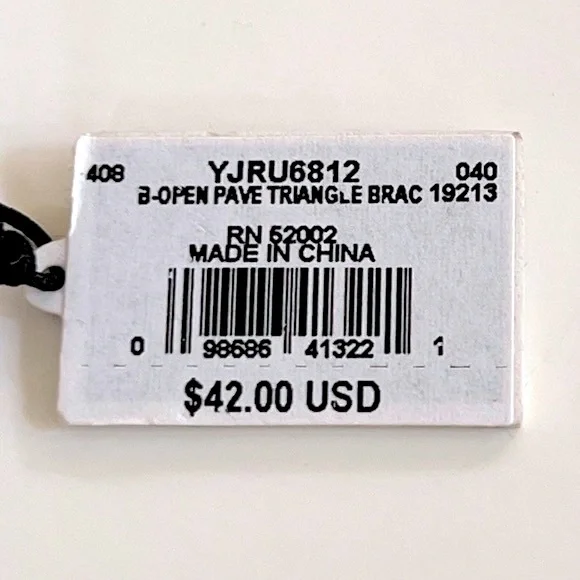 408 YJRU6812 040
B-OPEN PAVE TRIANGLE BRAC 19213
RN 52002
MADE IN CHINA
0 98686 41322 1
$42.00 USD